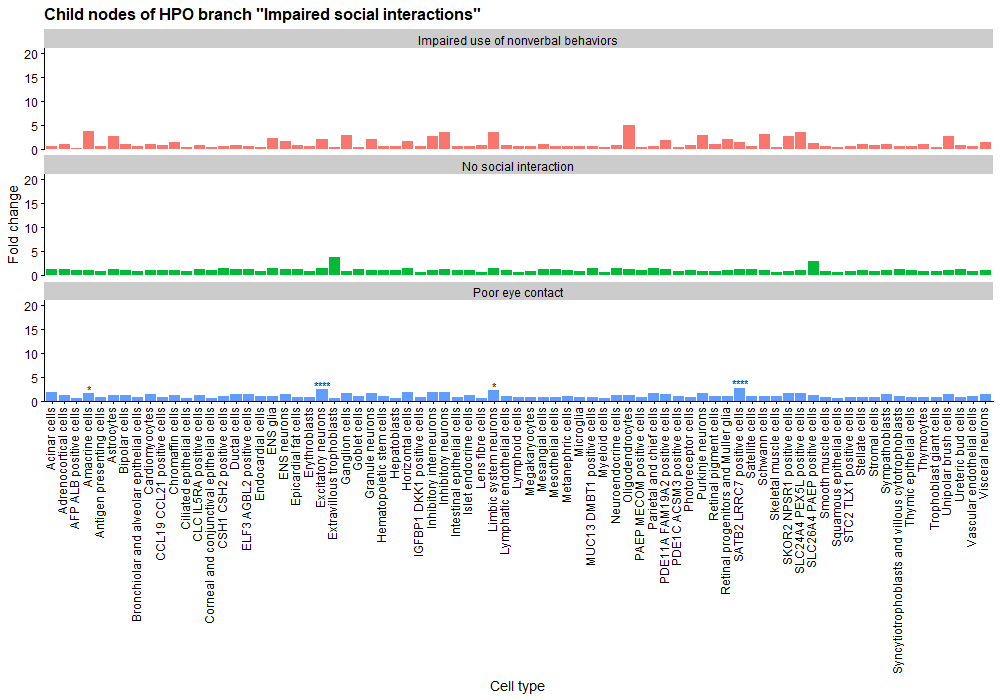 Child nodes of HPO branch "Impaired social interactions"
Impaired use of nonverbal behaviors
20
15
10
5
0
No social interaction
20
15
10
5
0
Poor eye contact
20
15
10
5
0
* **** * ****
Fold change
Acinar cells
Adrenocortical cells
AFP ALB positive cells
Amacrine cells
Antigen presenting cells
Astrocytes
Bipolar cells
Bronchiolar and alveolar epithelial cells
Cardiomyocytes
CCL19 CCL21 positive cells
Chromaffin cells
Ciliated epithelial cells
CLC IL5RA positive cells
Corneal and conjunctival epithelial cells
CSH1 CSH2 positive cells
Ductal cells
ELF3 AGBL2 positive cells
Endocardial cells
ENS glia
ENS neurons
Epicardial fat cells
Erythroblasts
Excitatory neurons
Extravillous trophoblasts
Ganglion cells
Goblet cells
Granule neurons
Hematopoietic stem cells
Hepatoblasts
Horizontal cells
IGFBP1 DKK1 positive cells
Inhibitory interneurons
Inhibitory neurons
Intestinal epithelial cells
Islet endocrine cells
Lens fibre cells
Limbic system neurons
Lymphatic endothelial cells
Lymphoid cells
Megakaryocytes
Mesangial cells
Mesothelial cells
Metanephric cells
Microglia
MUC13 DMBT1 positive cells
Myeloid cells
Neuroendocrine cells
Oligodendrocytes
PAEP MECOM positive cells
Parietal and chief cells
PDE11A FAM19A2 positive cells
PDE1C ACSM3 positive cells
Photoreceptor cells
Purkinje neurons
Retinal pigment cells
Retinal progenitors and Muller glia
SATB2 LRRC7 positive cells
Satellite cells
Schwann cells
Skeletal muscle cells
SKOR2 NPSR1 positive cells
SLC24A4 PEX5L positive cells
SLC26A4 PAEP positive cells
Smooth muscle cells
Squamous epithelial cells
STC2 TLX1 positive cells
Stellate cells
Stromal cells
Sympathoblasts
Syncytiotrophoblasts and villous cytotrophoblasts
Thymic epithelial cells
Thymocytes
Trophoblast giant cells
Unipolar brush cells
Ureteric bud cells
Vascular endothelial cells
Visceral neurons
Cell type